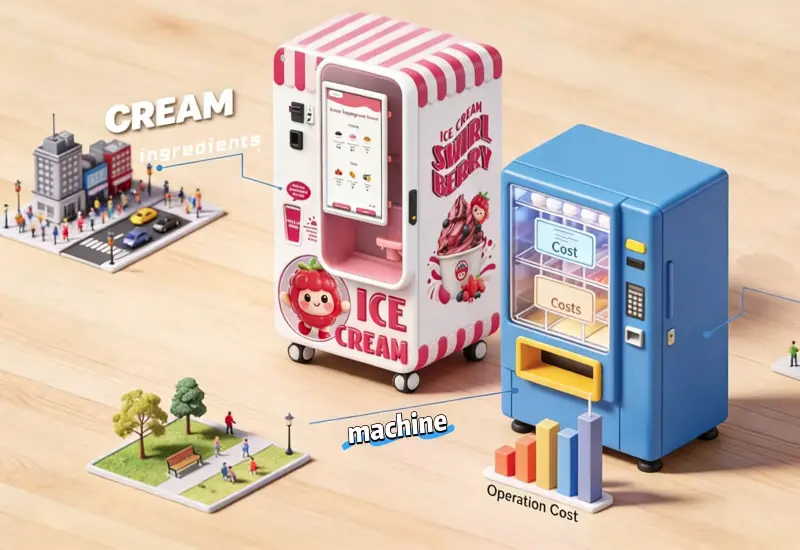 CREAM
ingredients
ICE CREAM
SWIRL
BERRY
ICE
CREAM
Cost
Costs
machine
Operation Cost